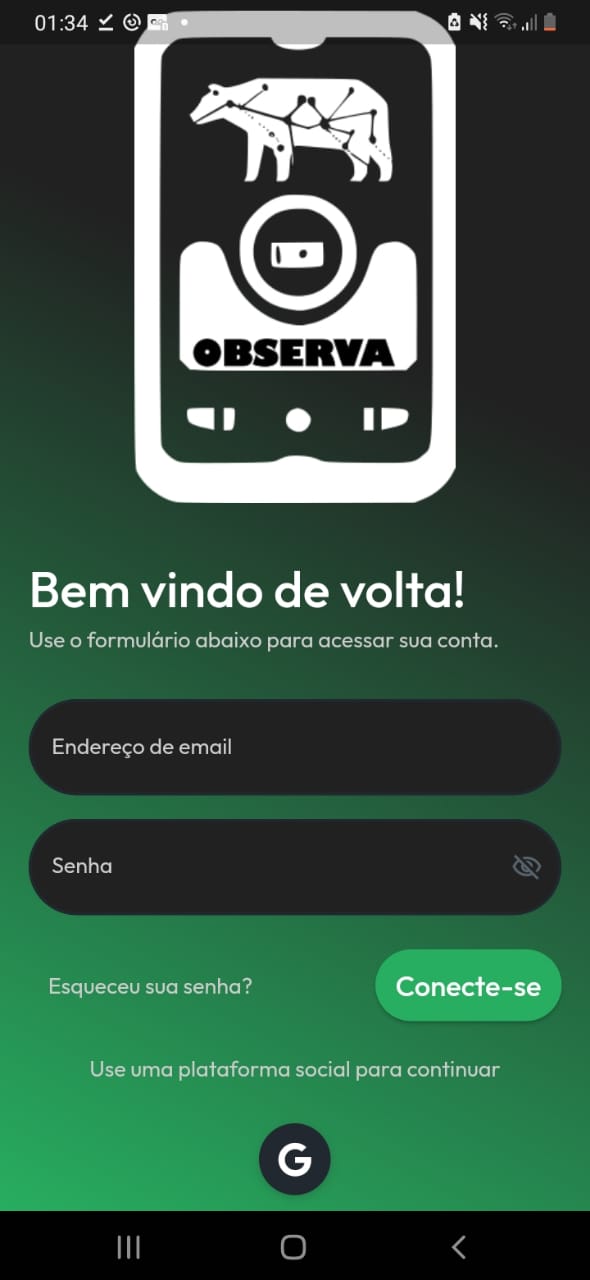 01:34
OBSERVA
Bem vindo de volta!
Use o formulário abaixo para acessar sua conta.
Endereço de email
Senha
Esqueceu sua senha?
Conecte-se
Use uma plataforma social para continuar
G